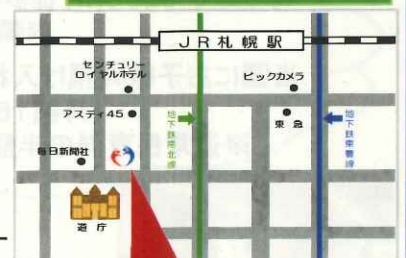 JR札幌駅
センチュリー
ロイヤルホテル
ビックカメラ
アスティ45
地下鉄南北線
東急
地下鉄東豊線
毎日新聞社
道庁